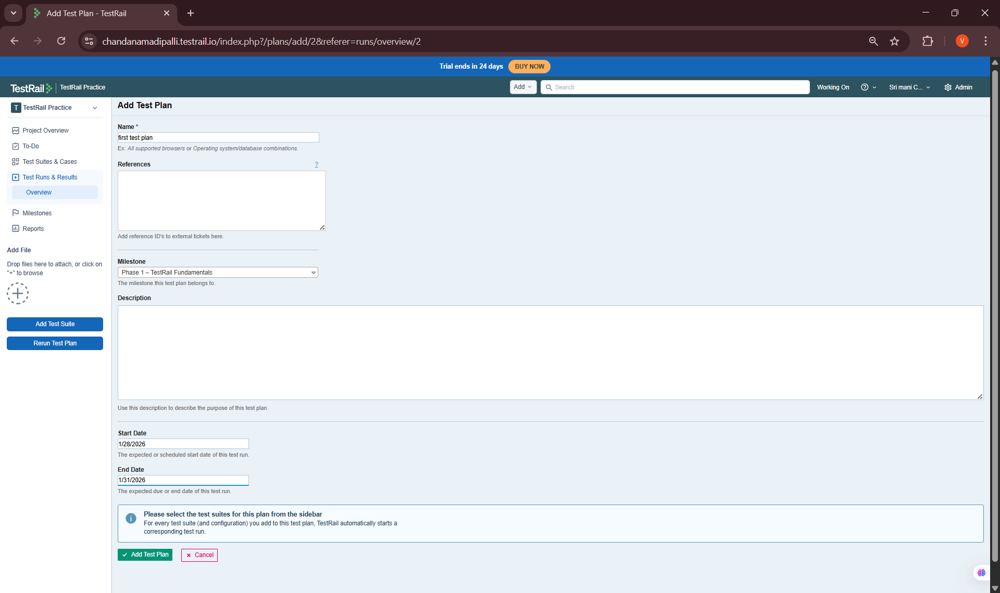 Add Test Plan - TestRail
chandanamadipalli.testrail.io/index.php?/plans/add/2&referer=runs/overview/2
V
Trial ends in 24 days BUY NOW
TestRail TestRail Practice
Add
Search
Working On
Sri mani C...
Admin
T TestRail Practice
Project Overview
To-Do
Test Suites & Cases
Test Runs & Results
Overview
Milestones
Reports
Add File
Drop files here to attach, or click on
"+" to browse
Add Test Suite
Rerun Test Plan
Add Test Plan
Name *
first test plan
Ex: All supported browsers or Operating system/database combinations.
References ?
Add reference ID's to external tickets here.
Milestone
Phase 1 – TestRail Fundamentals
The milestone this test plan belongs to.
Description
Use this description to describe the purpose of this test plan.
Start Date
1/28/2026
The expected or scheduled start date of this test run.
End Date
1/31/2026
The expected due or end date of this test run.
Please select the test suites for this plan from the sidebar
For every test suite (and configuration) you add to this test plan, TestRail automatically starts a
corresponding test run.
Add Test Plan
Cancel